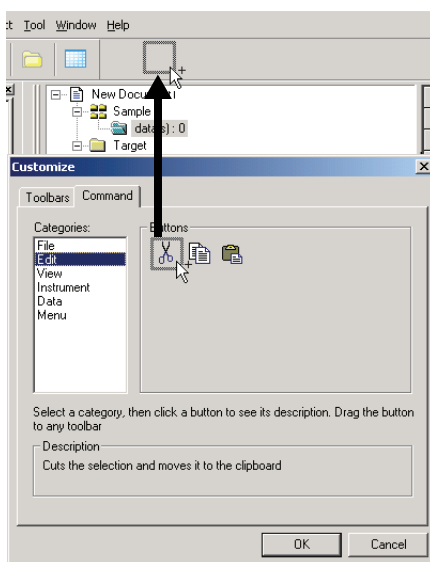 Tool Window Help
New Document
Sample
data(s) : 0
Target
Customize
Toolbars Command
Categories:
Buttons
File
Edit
View
Instrument
Data
Menu
Select a category, then click a button to see its description. Drag the button
to any toolbar
Description
Cuts the selection and moves it to the clipboard
OK Cancel